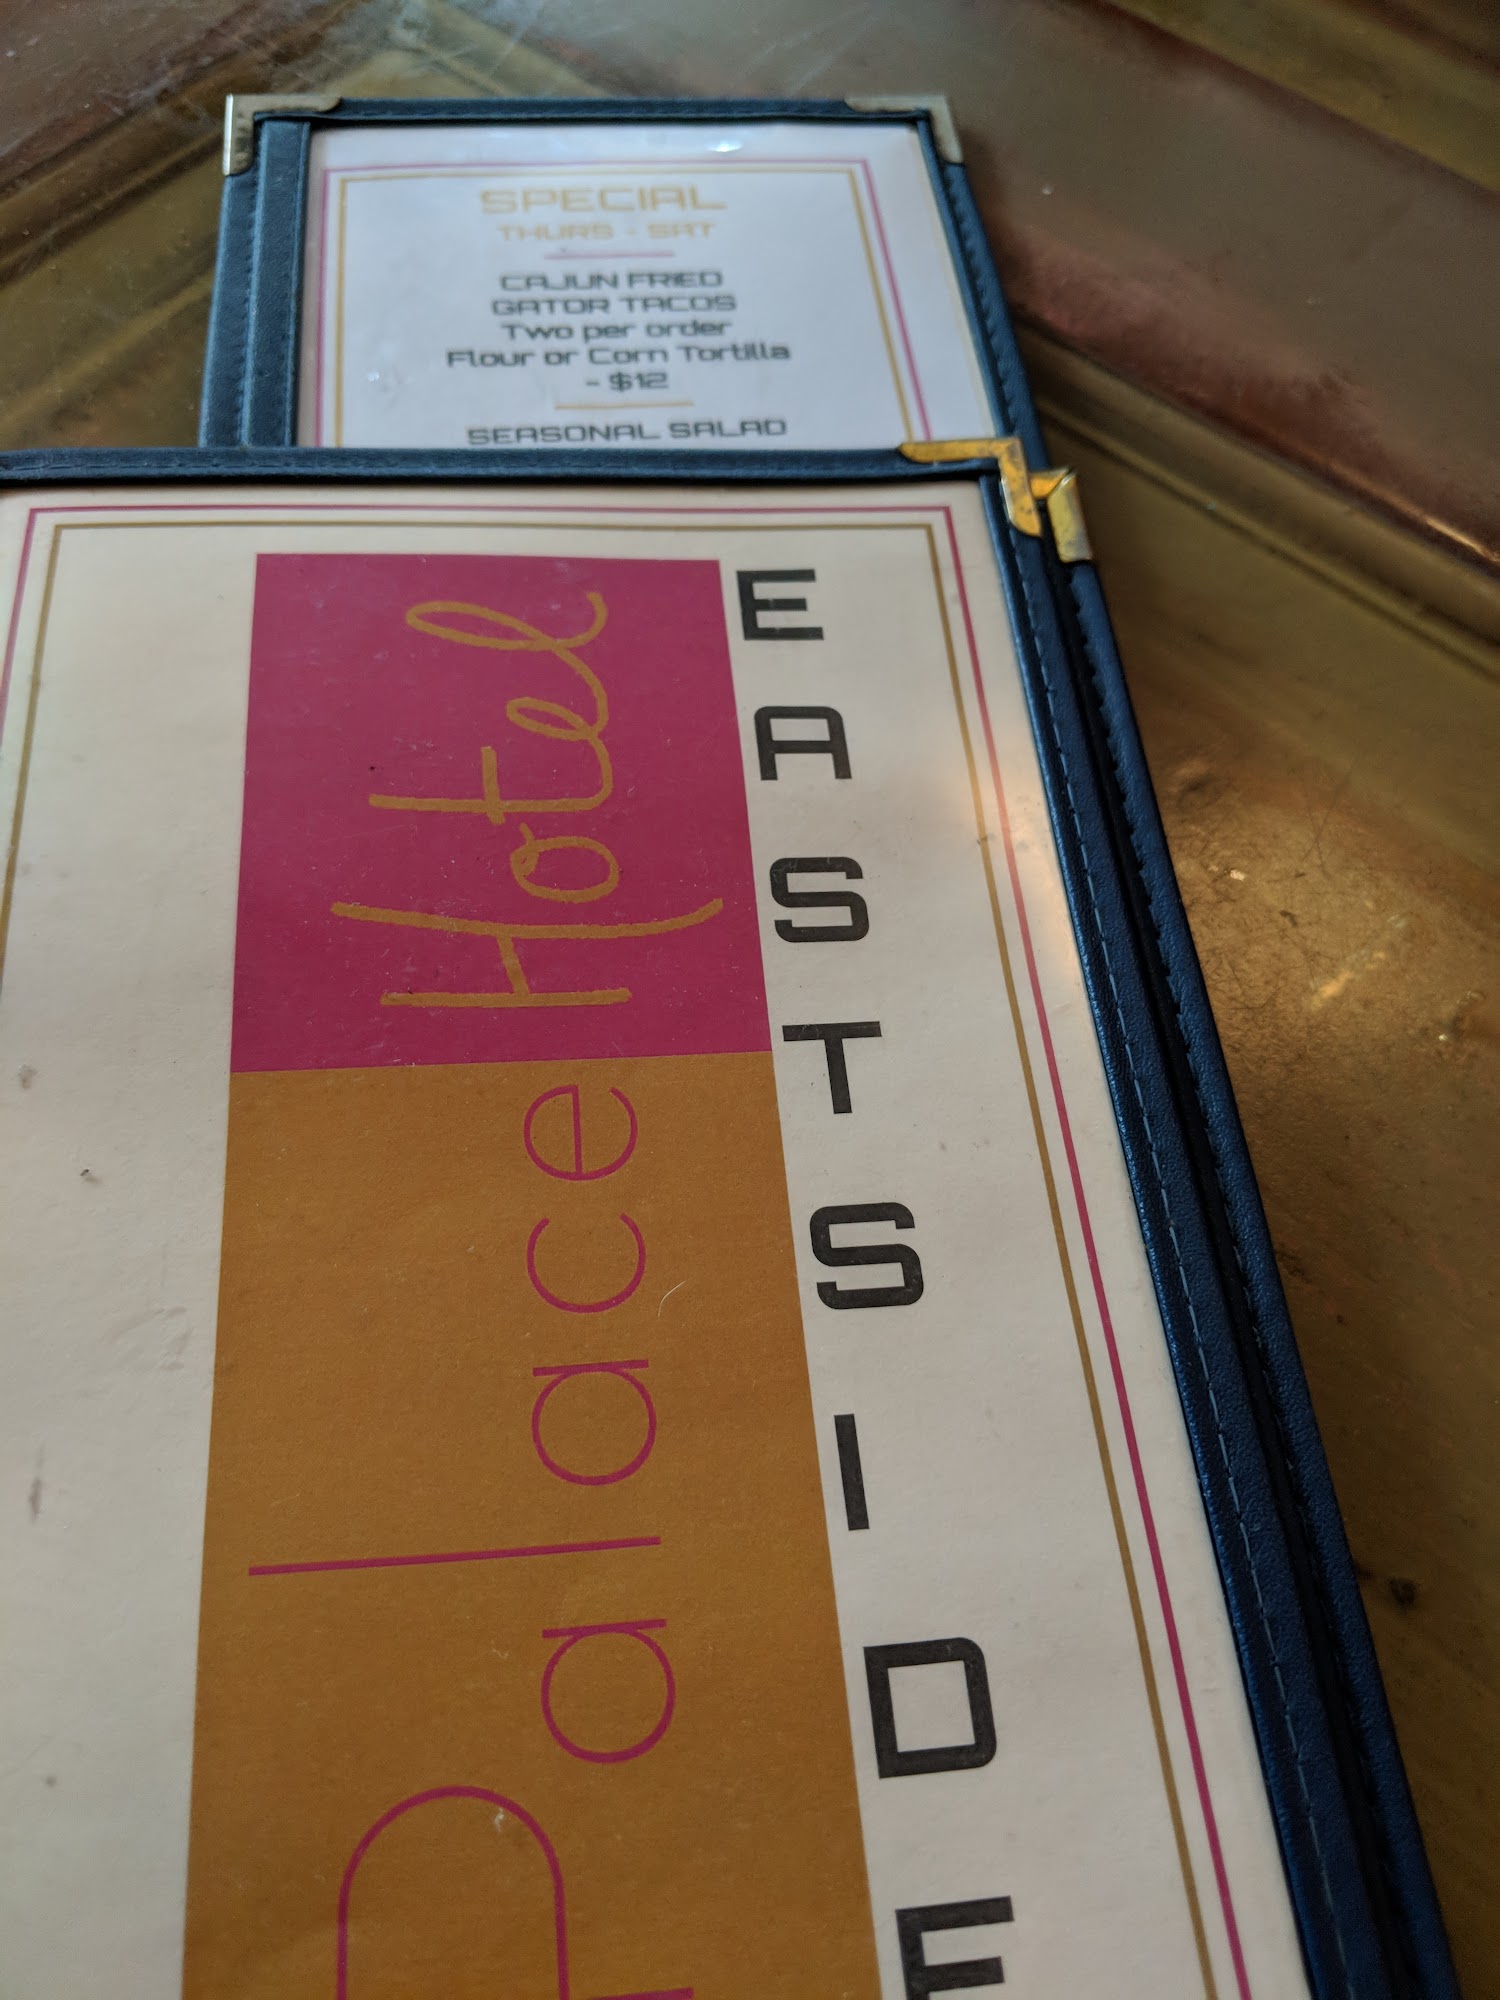 SPECIAL
THURS - SAT
CAJUN FRIED
GATOR TACOS
Two per order
Flour or Corn Tortilla
- $12
SEASONAL SALAD
Palace Hotel
EASTSIDE